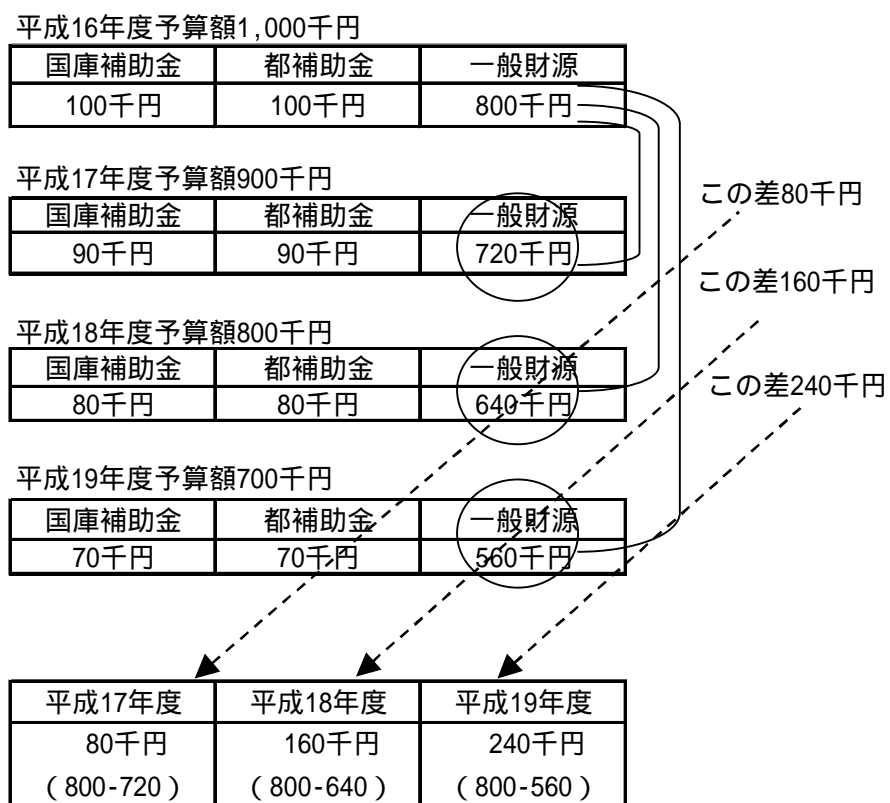 平成16年度予算額1,000千円
国庫補助金 都補助金 一般財源
100千円 100千円 800千円
平成17年度予算額900千円
国庫補助金 都補助金 一般財源
90千円 90千円 720千円
この差80千円
この差160千円
平成18年度予算額800千円
国庫補助金 都補助金 一般財源
80千円 80千円 640千円
この差240千円
平成19年度予算額700千円
国庫補助金 都補助金 一般財源
70千円 70千円 560千円
平成17年度 平成18年度 平成19年度
80千円 160千円 240千円
(800-720) (800-640) (800-560)